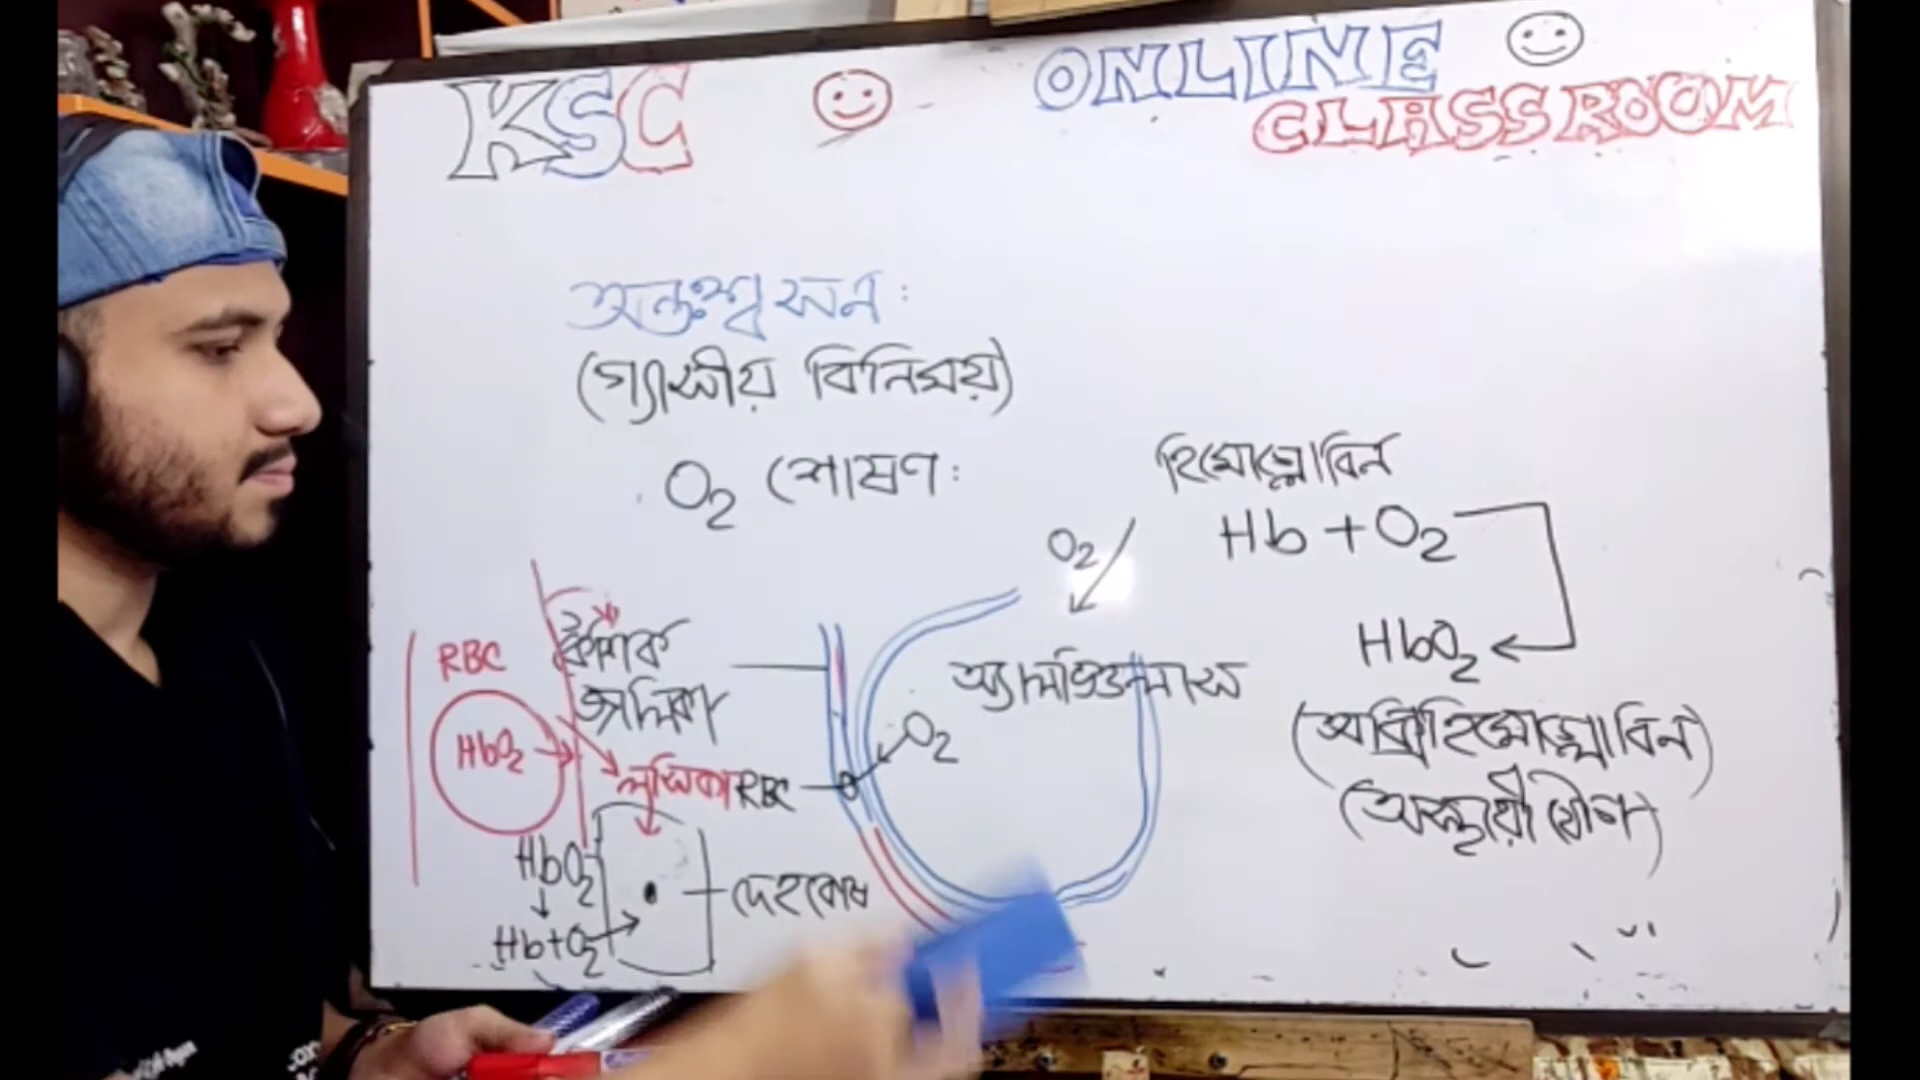 KSC
ONLINE
CLASSROOM
অন্তঃশ্বসন:
(গ্যাসীয় বিনিময়)
O₂ শোষণ:
হিমোগ্লোবিন
Hb + O₂
HbO₂
(অক্সিহিমোগ্লোবিন)
(অস্থায়ী যৌগ)
O₂
অ্যালভিওলাস
O₂
কৈশিক
জালিকা
RBC
HbO₂
লসিকা
RBC
HbO₂
Hb+O₂
দেহকোষ